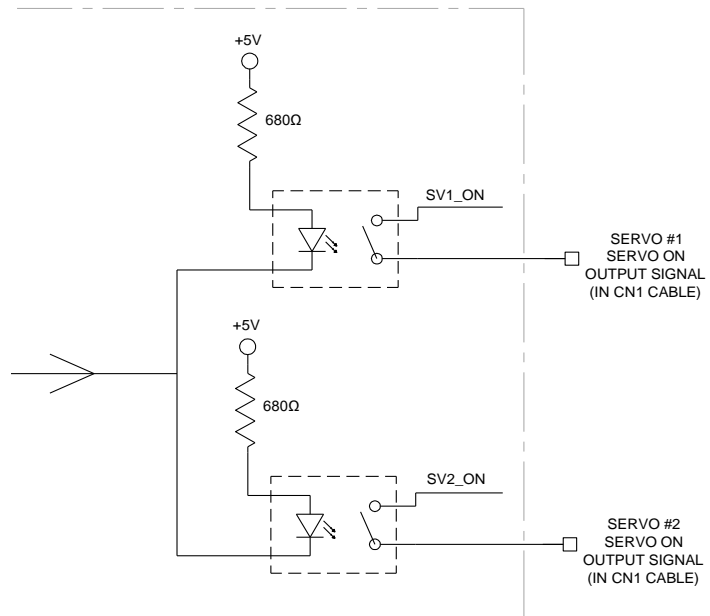 +5V
680Ω
SV1_ON
SERVO #1
SERVO ON
OUTPUT SIGNAL
(IN CN1 CABLE)
+5V
680Ω
SV2_ON
SERVO #2
SERVO ON
OUTPUT SIGNAL
(IN CN1 CABLE)